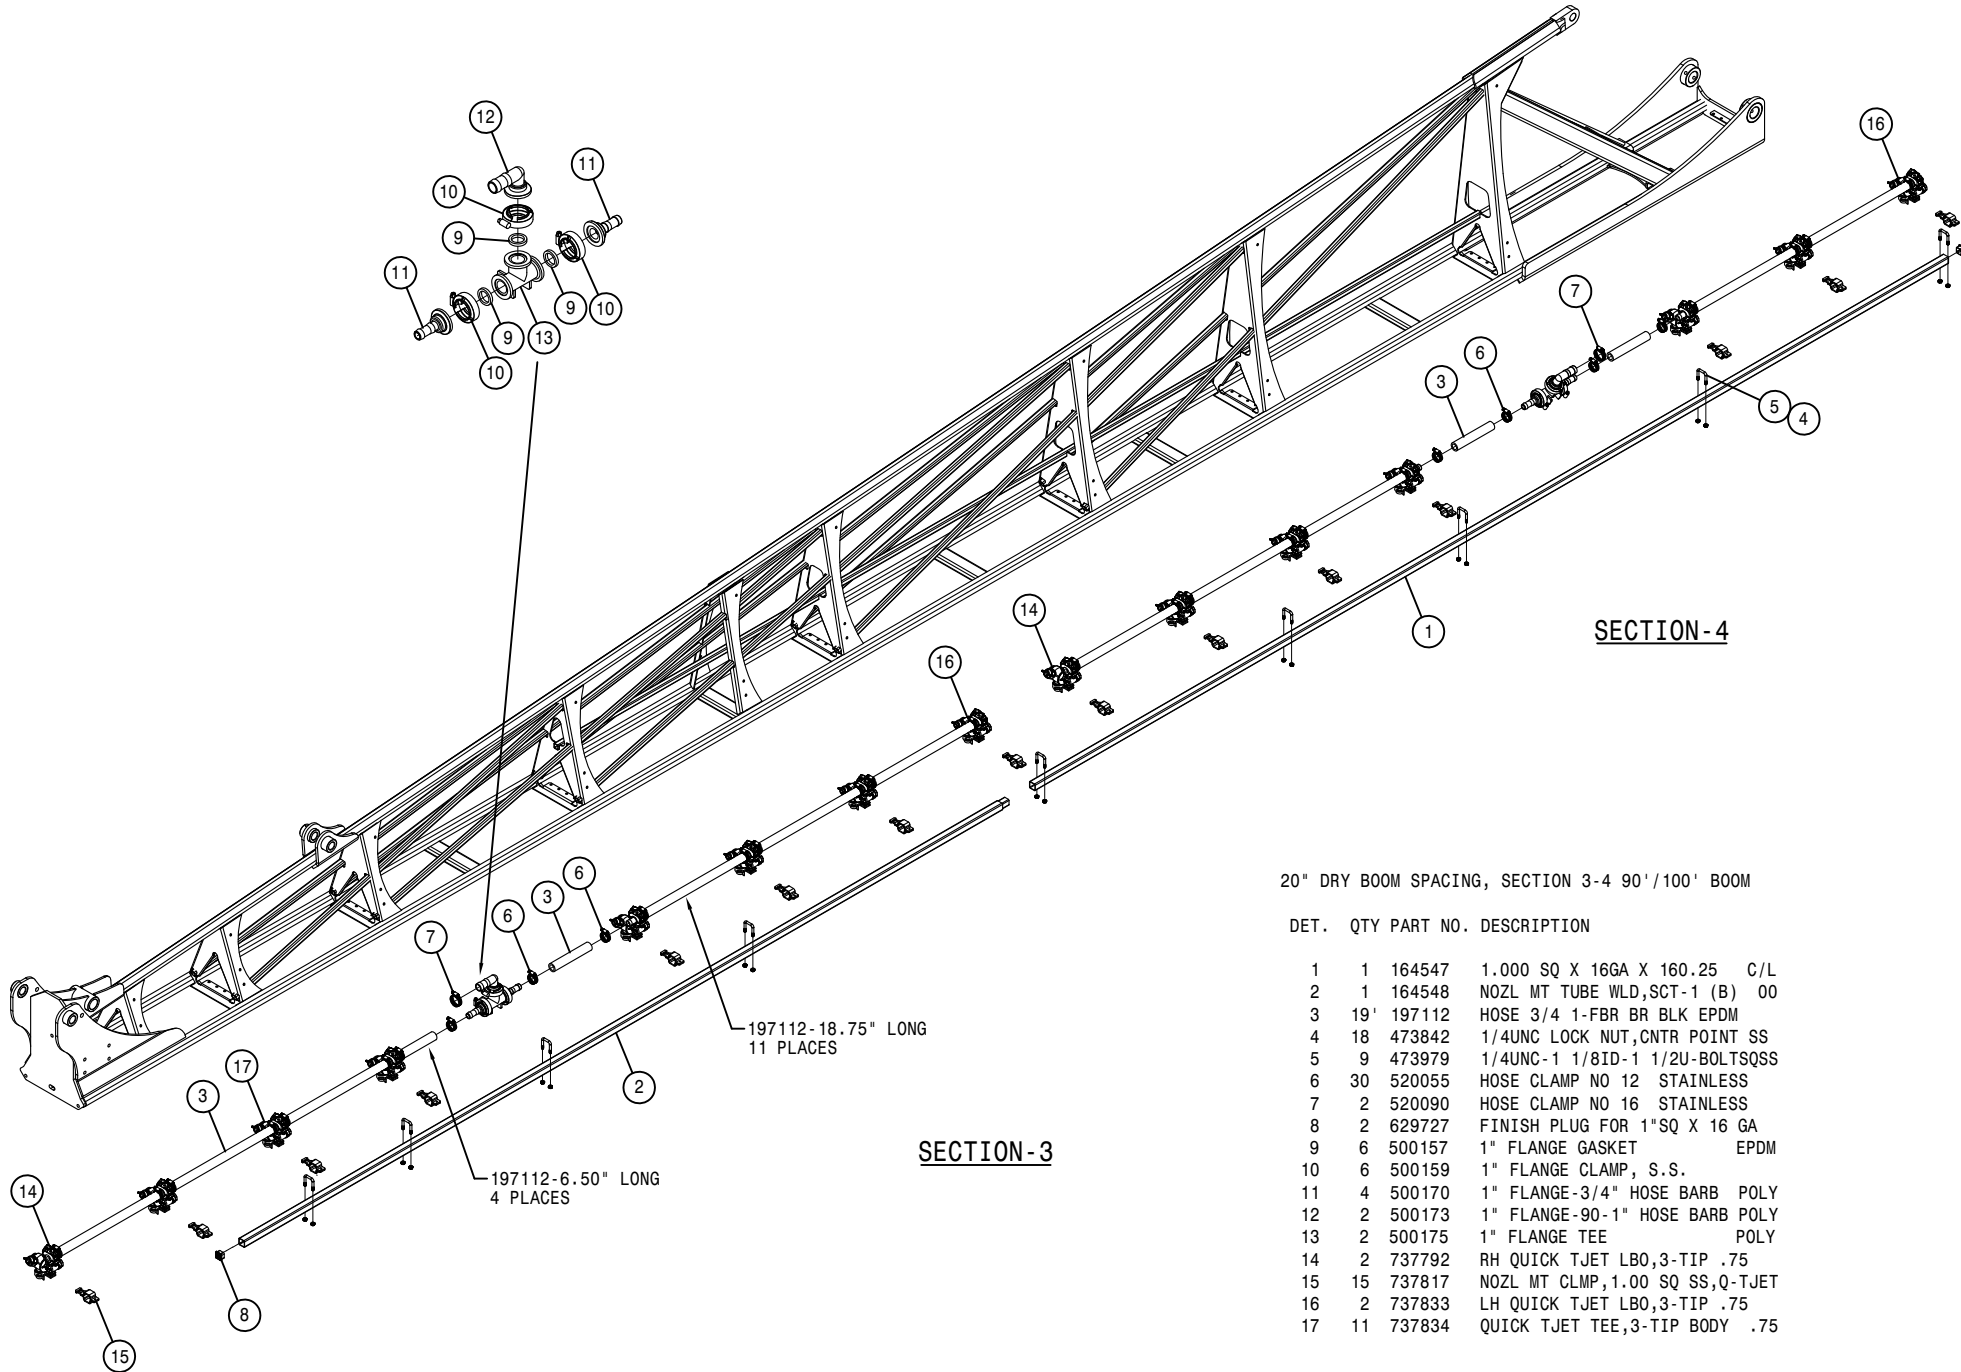 12
11
10
9
11
9
10
9
13
10
16
7
6
3
5
4
14
1
SECTION-4
16
6
3
6
7
197112-18.75" LONG
11 PLACES
2
17
3
SECTION-3
197112-6.50" LONG
4 PLACES
14
8
15
20" DRY BOOM SPACING, SECTION 3-4 90'/100' BOOM
DET. QTY PART NO. DESCRIPTION
1 1 164547 1.000 SQ X 16GA X 160.25 C/L
2 1 164548 NOZL MT TUBE WLD,SCT-1 (B) 00
3 19' 197112 HOSE 3/4 1-FBR BR BLK EPDM
4 18 473842 1/4UNC LOCK NUT,CNTR POINT SS
5 9 473979 1/4UNC-1 1/8ID-1 1/2U-BOLTSQSS
6 30 520055 HOSE CLAMP NO 12 STAINLESS
7 2 520090 HOSE CLAMP NO 16 STAINLESS
8 2 629727 FINISH PLUG FOR 1"SQ X 16 GA
9 6 500157 1" FLANGE GASKET EPDM
10 6 500159 1" FLANGE CLAMP, S.S.
11 4 500170 1" FLANGE-3/4" HOSE BARB POLY
12 2 500173 1" FLANGE-90-1" HOSE BARB POLY
13 2 500175 1" FLANGE TEE POLY
14 2 737792 RH QUICK TJET LBO,3-TIP .75
15 15 737817 NOZL MT CLMP,1.00 SQ SS,Q-TJET
16 2 737833 LH QUICK TJET LBO,3-TIP .75
17 11 737834 QUICK TJET TEE,3-TIP BODY .75